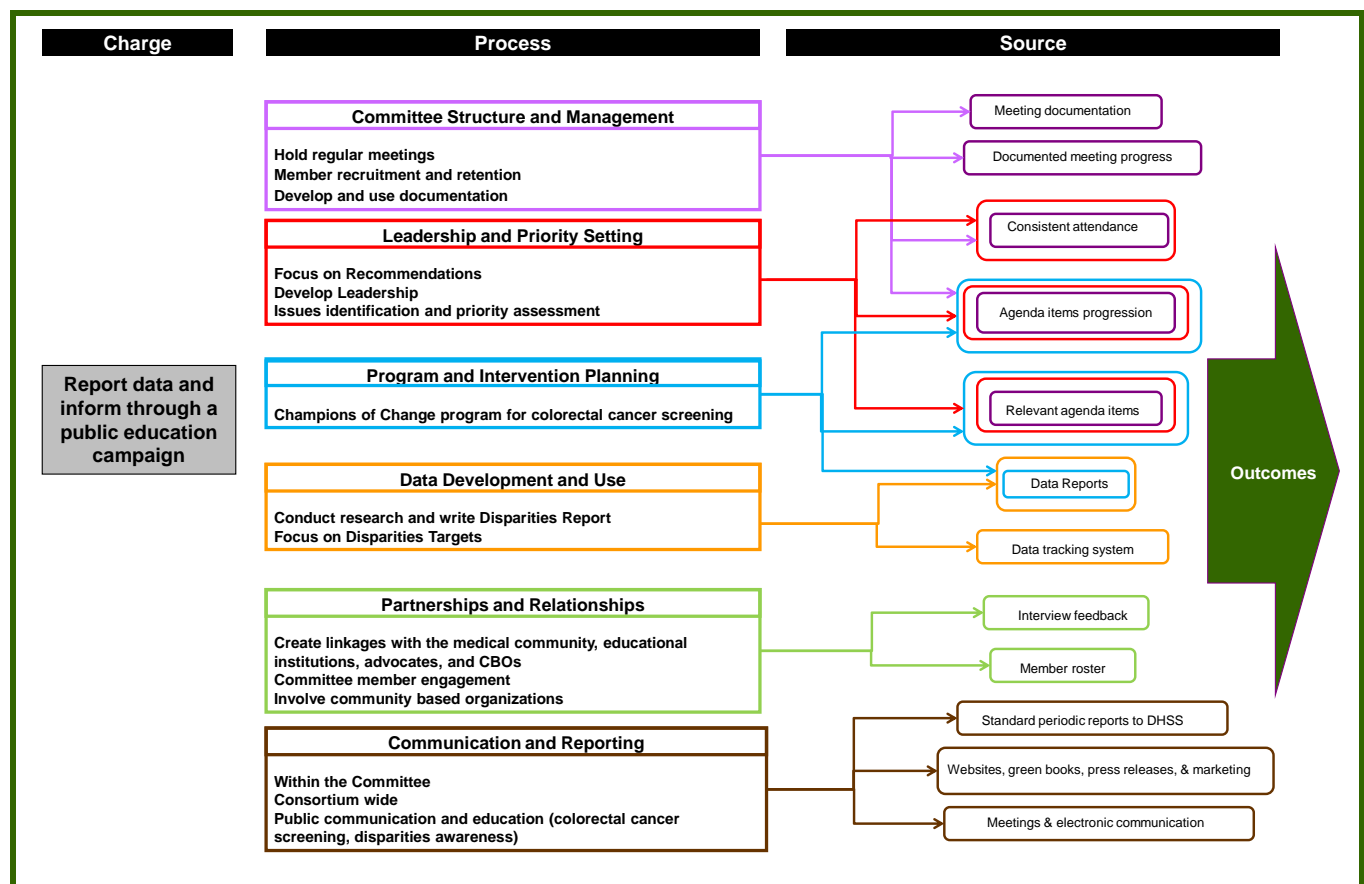 Charge
Process
Source
Report data and
inform through a
public education
campaign
Committee Structure and Management
Hold regular meetings
Member recruitment and retention
Develop and use documentation
Leadership and Priority Setting
Focus on Recommendations
Develop Leadership
Issues identification and priority assessment
Program and Intervention Planning
Champions of Change program for colorectal cancer screening
Data Development and Use
Conduct research and write Disparities Report
Focus on Disparities Targets
Partnerships and Relationships
Create linkages with the medical community, educational
institutions, advocates, and CBOs
Committee member engagement
Involve community based organizations
Communication and Reporting
Within the Committee
Consortium wide
Public communication and education (colorectal cancer
screening, disparities awareness)
Meeting documentation
Documented meeting progress
Consistent attendance
Agenda items progression
Relevant agenda items
Data Reports
Data tracking system
Interview feedback
Member roster
Standard periodic reports to DHSS
Websites, green books, press releases, & marketing
Meetings & electronic communication
Outcomes